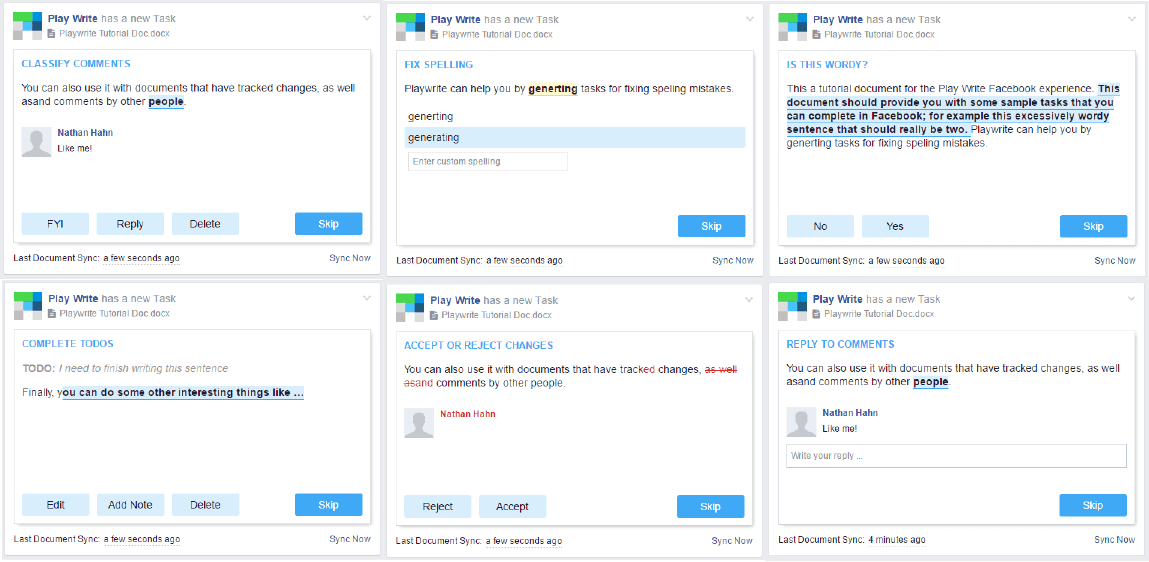 Play Write has a new Task
Playwrite Tutorial Doc.docx
CLASSIFY COMMENTS
You can also use it with documents that have tracked changes, as well
asand comments by other people.
Nathan Hahn
Like me!
FYI
Reply
Delete
Skip
Last Document Sync: a few seconds ago
Sync Now
Play Write has a new Task
Playwrite Tutorial Doc.docx
FIX SPELLING
Playwrite can help you by generting tasks for fixing speling mistakes.
generting
generating
Enter custom spelling
Skip
Last Document Sync: a few seconds ago
Sync Now
Play Write has a new Task
Playwrite Tutorial Doc.docx
IS THIS WORDY?
This a tutorial document for the Play Write Facebook experience. This
document should provide you with some sample tasks that you
can complete in Facebook; for example this excessively wordy
sentence that should really be two. Playwrite can help you by
generting tasks for fixing speling mistakes.
No
Yes
Skip
Last Document Sync: a few seconds ago
Sync Now
Play Write has a new Task
Playwrite Tutorial Doc.docx
COMPLETE TODOS
TODO: I need to finish writing this sentence
Finally, you can do some other interesting things like ...
Edit
Add Note
Delete
Skip
Last Document Sync: a few seconds ago
Sync Now
Play Write has a new Task
Playwrite Tutorial Doc.docx
ACCEPT OR REJECT CHANGES
You can also use it with documents that have tracked changes, as well
asand comments by other people.
Nathan Hahn
Reject
Accept
Skip
Last Document Sync: a few seconds ago
Sync Now
Play Write has a new Task
Playwrite Tutorial Doc.docx
REPLY TO COMMENTS
You can also use it with documents that have tracked changes, as well
asand comments by other people.
Nathan Hahn
Like me!
Write your reply ...
Skip
Last Document Sync: 4 minutes ago
Sync Now